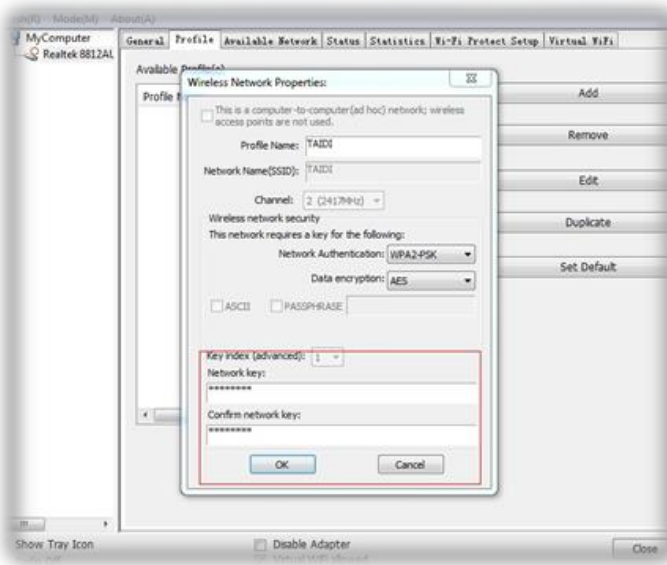 Mode(M) About(A)
MyComputer
Realtek 8812AU
General Profile Available Network Status Statistics Wi-Fi Protect Setup Virtual WiFi
Available Profile(s)
Profile
Wireless Network Properties:
This is a computer-to-computer(ad hoc) network; wireless
access points are not used.
Profile Name: TAIDI
Network Name(SSID): TAIDI
Channel: 2 (2417MHz)
Wireless network security
This network requires a key for the following:
Network Authentication: WPA2-PSK
Data encryption: AES
ASCII PASSPHRASE
Key index (advanced): 1
Network key:
********
Confirm network key:
********
OK Cancel
Add
Remove
Edit
Duplicate
Set Default
Show Tray Icon
Disable Adapter
Close